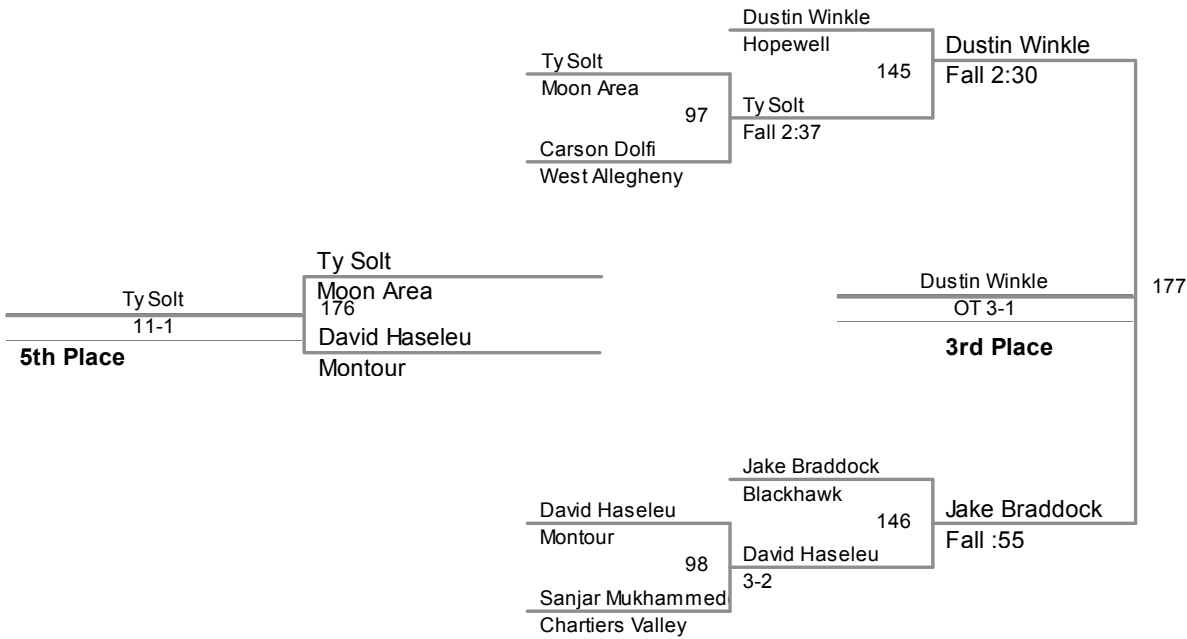 Dustin Winkle
Hopewell
145
Dustin Winkle
Fall 2:30
Ty Solt
Moon Area
97
Ty Solt
Fall 2:37
Carson Dolfi
West Allegheny
Ty Solt
Moon Area
176
Ty Solt
11-1
5th Place
David Haseleu
Montour
Dustin Winkle
OT 3-1
3rd Place
177
Jake Braddock
Blackhawk
146
Jake Braddock
Fall :55
David Haseleu
Montour
98
David Haseleu
3-2
Sanjar Mukhammed
Chartiers Valley